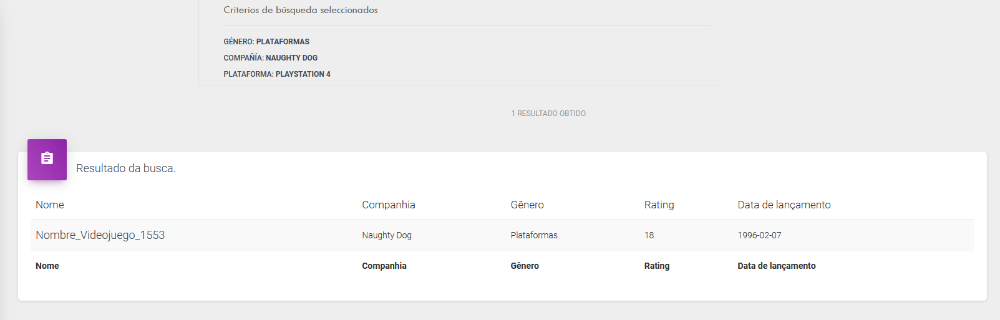 Criterios de búsqueda seleccionados
GÉNERO: PLATAFORMAS
COMPAÑÍA: NAUGHTY DOG
PLATAFORMA: PLAYSTATION 4
1 RESULTADO OBTIDO
Resultado da busca.
Nome Companhia Gênero Rating Data de lançamento
Nombre_Videojuego_1553 Naughty Dog Plataformas 18 1996-02-07
Nome Companhia Gênero Rating Data de lançamento